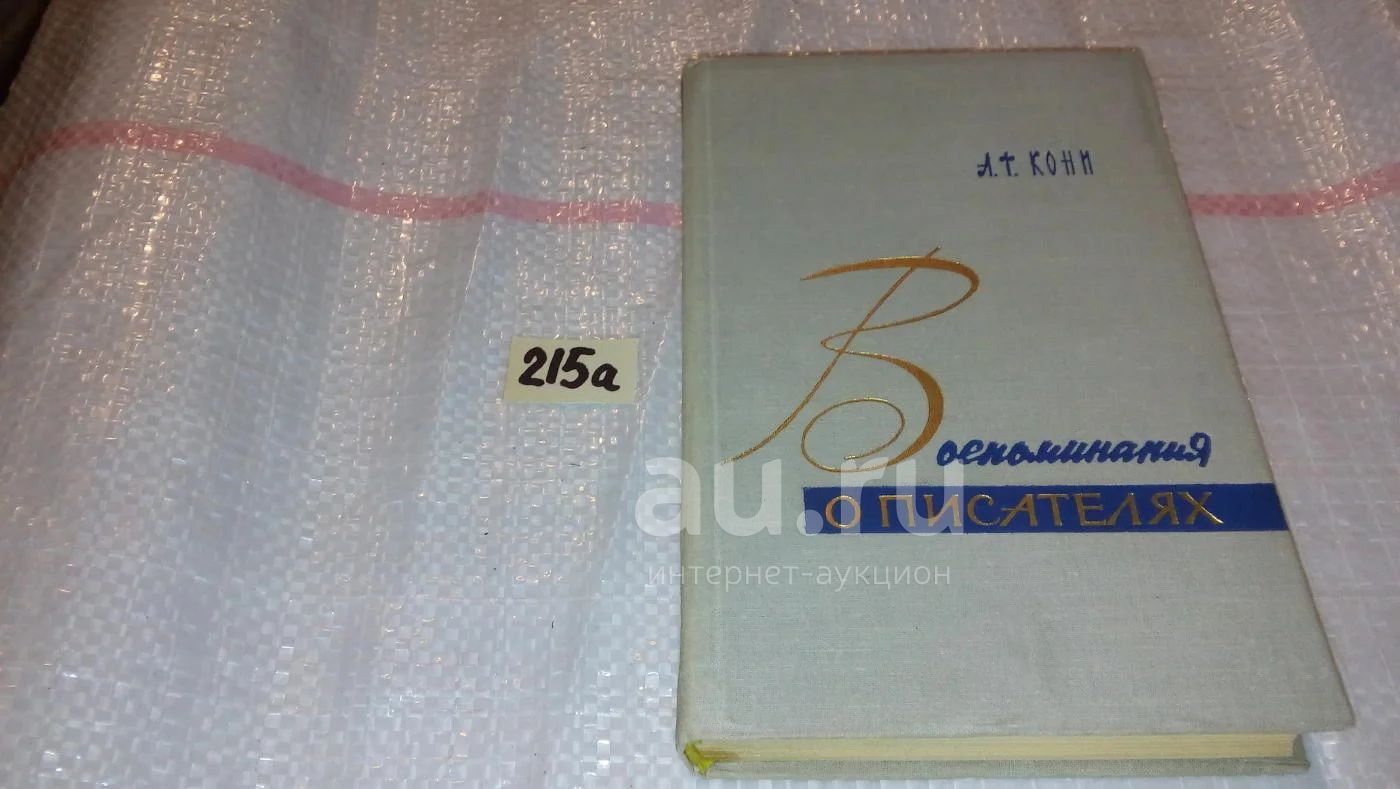 А.Ф. КОНИ
215а
Воспоминания
О ПИСАТЕЛЯХ
au.ru
интернет-аукцион